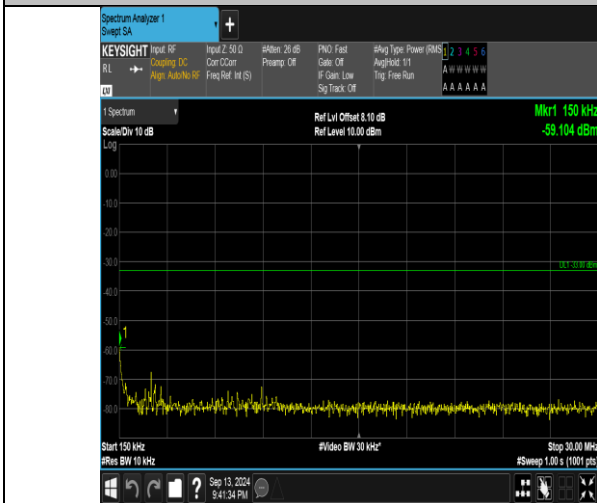 Spectrum Analyzer 1
Swept SA
+
KEYSIGHT Input: RF Input Z: 50 Ω #Atten: 26 dB PNO: Fast #Avg Type: Power (RMS) 1 2 3 4 5 6
RL Coupling: DC Corr CCorr Preamp: Off Gate: Off Avg|Hold: 1/1 A W W W W W
Align: Auto/No RF Freq Ref: Int (S) IF Gain: Low Trig: Free Run
Sig Track: Off A A A A A A
1 Spectrum Ref Lvl Offset 8.10 dB Mkr1 150 kHz
Scale/Div 10 dB Ref Level 10.00 dBm -59.104 dBm
Log
0.00
-10.0
-20.0
-30.0
DL1 -33.00 dBm
-40.0
-50.0
1
-60.0
-70.0
-80.0
Start 150 kHz #Video BW 30 kHz* Stop 30.00 MHz
#Res BW 10 kHz #Sweep 1.00 s (1001 pts)
? Sep 13, 2024
9:41:34 PM